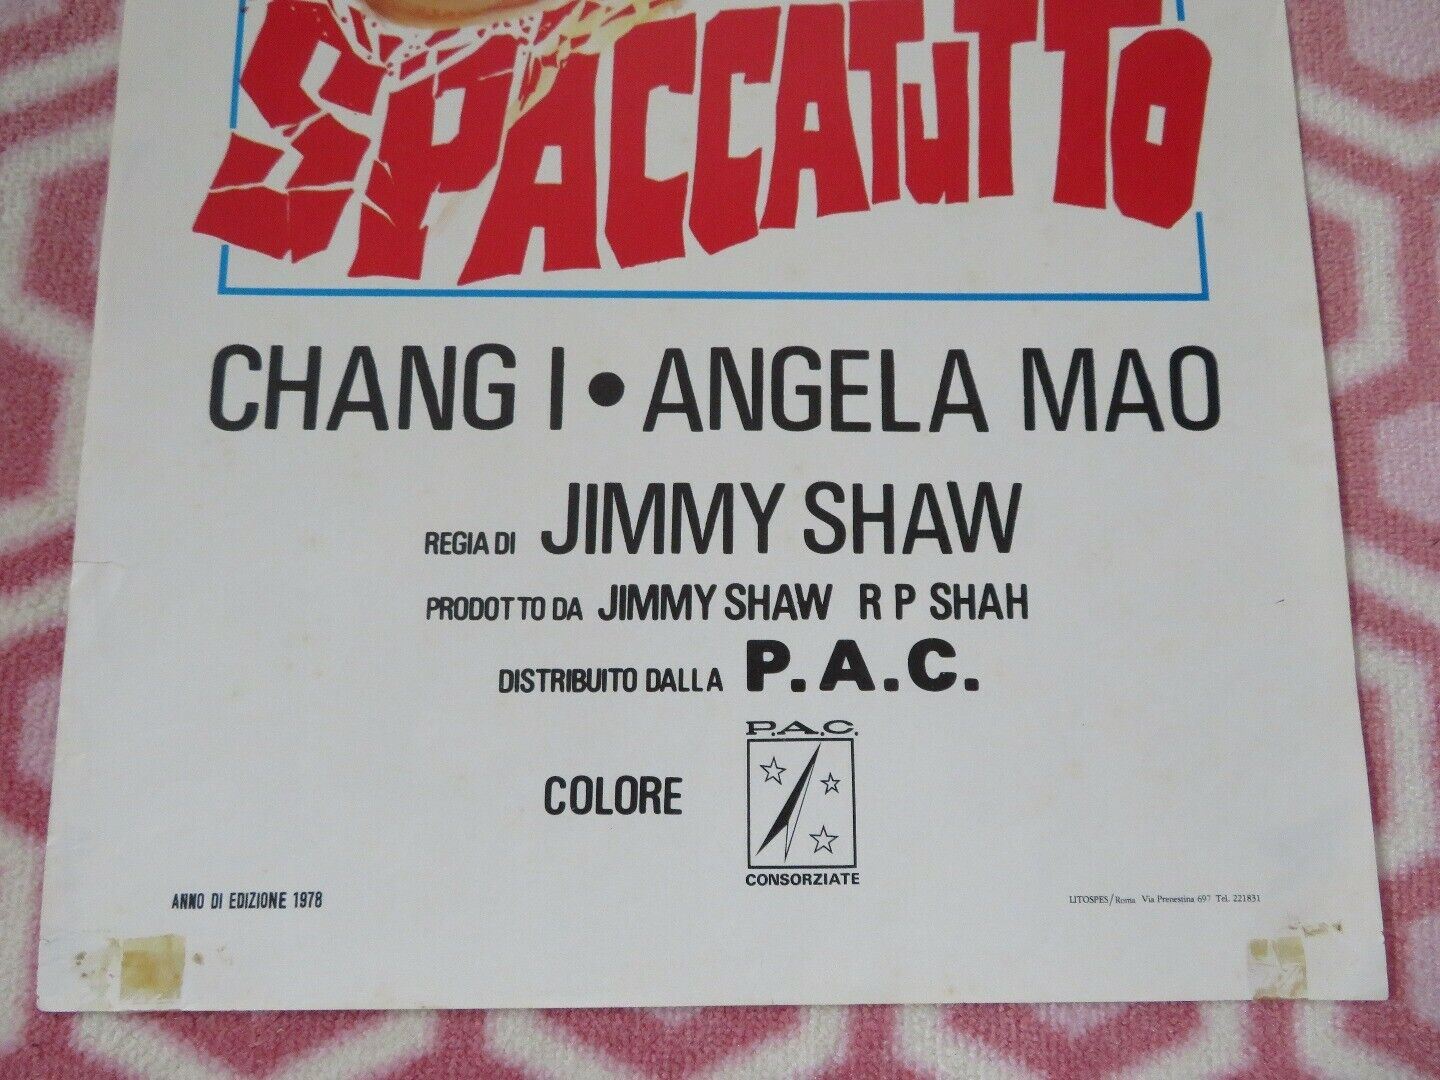 SPACCATUTTO
CHANG I • ANGELA MAO
REGIA DI JIMMY SHAW
PRODOTTO DA JIMMY SHAW R P SHAH
DISTRIBUITO DALLA P.A.C.
P.A.C.
COLORE
CONSORZIATE
ANNO DI EDIZIONE 1978
LITOSPES/Roma Via Prenestina 697 Tel. 221831